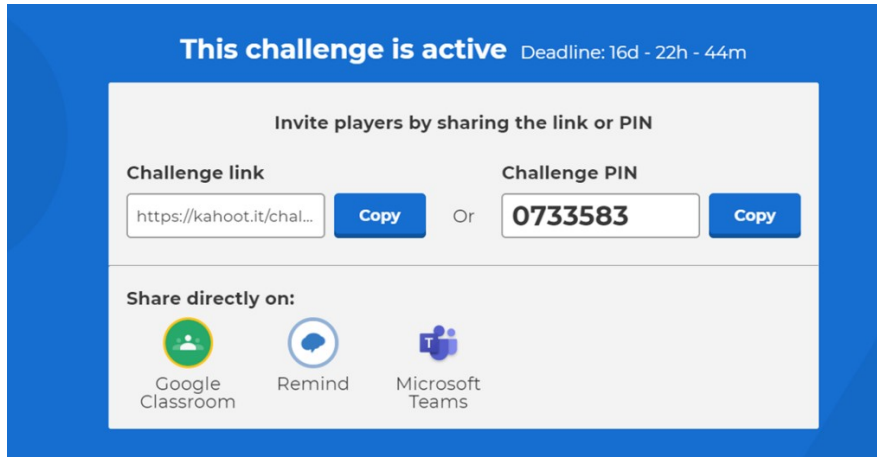 This challenge is active Deadline: 16d - 22h - 44m
Invite players by sharing the link or PIN
Challenge link
Challenge PIN
https://kahoot.it/chal... Copy Or 0733583 Copy
Share directly on:
T
Google Classroom
Remind
Microsoft Teams